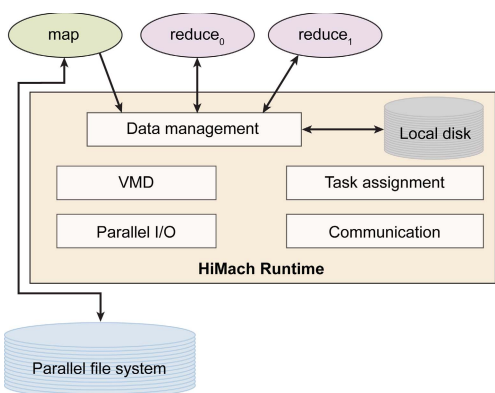 map
reduce0
reduce1
Data management
Local disk
VMD
Task assignment
Parallel I/O
Communication
HiMach Runtime
Parallel file system